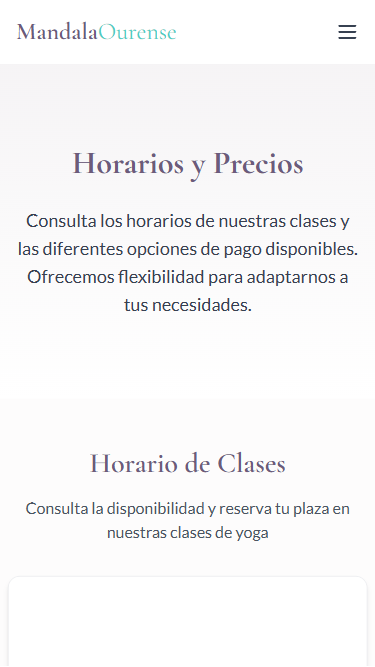 MandalaOurense
Horarios y Precios
Consulta los horarios de nuestras clases y
las diferentes opciones de pago disponibles.
Ofrecemos flexibilidad para adaptarnos a
tus necesidades.
Horario de Clases
Consulta la disponibilidad y reserva tu plaza en
nuestras clases de yoga